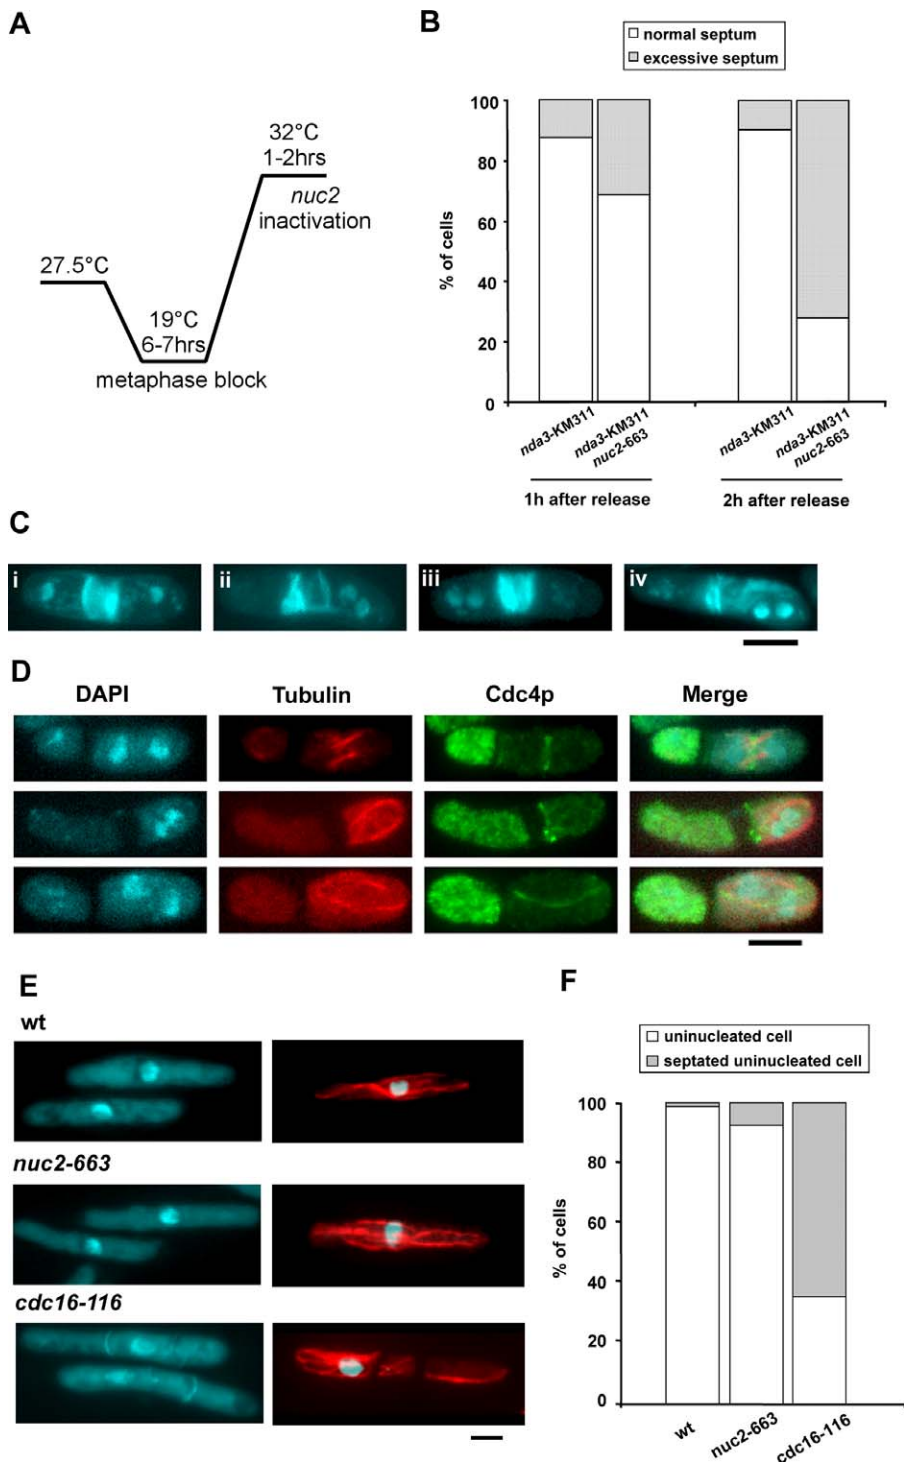 A
32°C
1-2hrs
nuc2
inactivation
27.5°C
19°C
6-7hrs
metaphase block
B
normal septum
excessive septum
% of cells
100
80
60
40
20
0
nda3-KM311
nda3-KM311
nuc2-663
nda3-KM311
nda3-KM311
nuc2-663
1h after release
2h after release
C
i
ii
iii
iv
D
DAPI
Tubulin
Cdc4p
Merge
E
wt
nuc2-663
cdc16-116
F
uninucleated cell
septated uninucleated cell
% of cells
100
80
60
40
20
0
wt
nuc2-663
cdc16-116